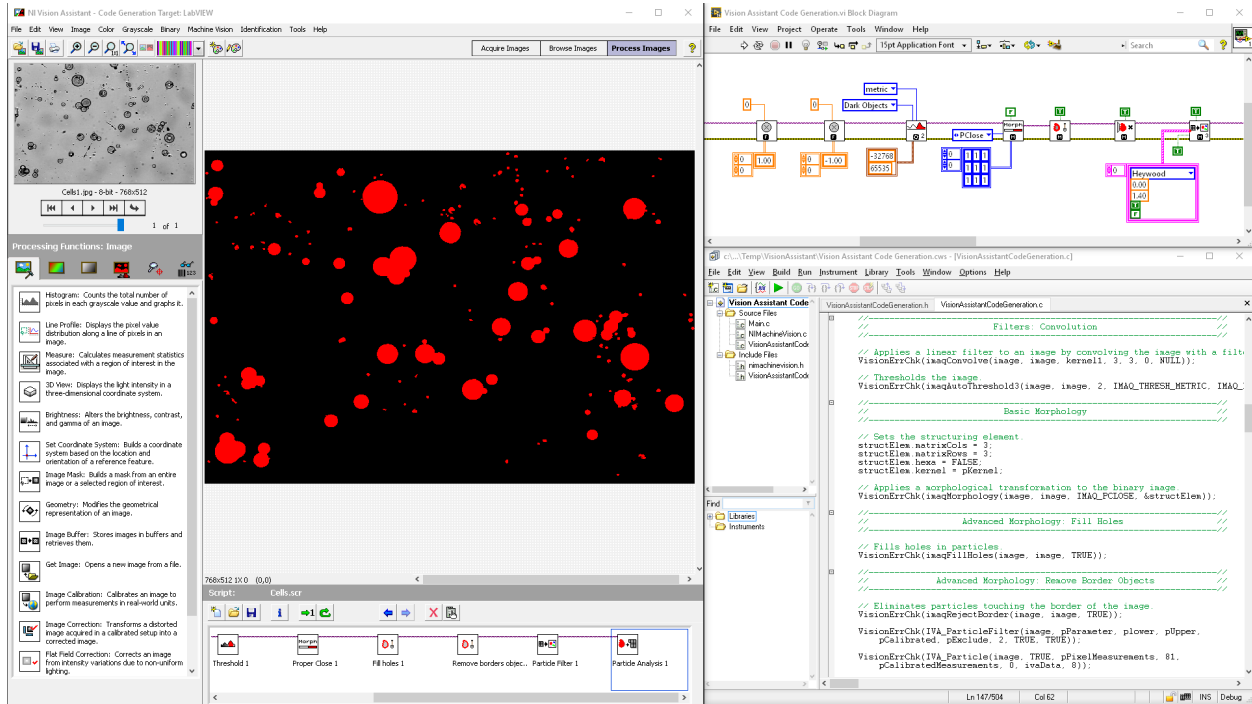 NI Vision Assistant - Code Generation Target: LabVIEW
File Edit View Image Color Grayscale Binary Machine Vision Identification Tools Help
Acquire Images Browse Images Process Images
Cells1.jpg - 8-bit - 768x512
1 of 1
Processing Functions: Image
Histogram: Counts the total number of
pixels in each grayscale value and graphs it.
Line Profile: Displays the pixel value
distribution along a line of pixels in an
image.
Measure: Calculates measurement statistics
associated with a region of interest in the
image.
3D View: Displays the light intensity in a
three-dimensional coordinate system.
Brightness: Alters the brightness, contrast,
and gamma of an image.
Set Coordinate System: Builds a coordinate
system based on the location and
orientation of a reference feature.
Image Mask: Builds a mask from an entire
image or a selected region of interest.
Geometry: Modifies the geometrical
representation of an image.
Image Buffer: Stores images in buffers and
retrieves them.
Get Image: Opens a new image from a file.
Image Calibration: Calibrates an image to
perform measurements in real-world units.
Image Correction: Transforms a distorted
image acquired in a calibrated setup into a
corrected image.
Flat Field Correction: Corrects an image
from intensity variations due to non-uniform
lighting.
768x512 1X 0 (0,0)
Script: Cells.scr
Threshold 1 Proper Close 1 Fill holes 1 Remove borders objec... Particle Filter 1 Particle Analysis 1
Vision Assistant Code Generation.vi Block Diagram
File Edit View Project Operate Tools Window Help
15pt Application Font
Search
metric
Dark Objects
PClose
0
0
1.00
-1.00
-32768
65535
Heywood
0.00
1.40
c:\...\Temp\VisionAssistant\Vision Assistant Code Generation.cws - [VisionAssistantCodeGeneration.c]
File Edit View Build Run Instrument Library Tools Window Options Help
Vision Assistant Code
Source Files
Main.c
NIMachineVision.c
VisionAssistantCode
Include Files
nimachinevision.h
VisionAssistantCode
Find
Libraries
Instruments
VisionAssistantCodeGeneration.h VisionAssistantCodeGeneration.c
//                    Filters: Convolution                    //
// Applies a linear filter to an image by convolving the image with a filt
VisionErrChk(imaqConvolve(image, image, kernel1, 3, 3, 0, NULL));
// Thresholds the image.
VisionErrChk(imaqAutoThreshold3(image, image, 2, IMAQ_THRESH_METRIC, IMAQ_
//                    Basic Morphology                    //
// Sets the structuring element.
structElem.matrixCols = 3;
structElem.matrixRows = 3;
structElem.hexa = FALSE;
structElem.kernel = pKernel;
// Applies a morphological transformation to the binary image.
VisionErrChk(imaqMorphology(image, image, IMAQ_PCLOSE, &structElem));
//                    Advanced Morphology: Fill Holes                    //
// Fills holes in particles.
VisionErrChk(imaqFillHoles(image, image, TRUE));
//                    Advanced Morphology: Remove Border Objects                    //
// Eliminates particles touching the border of the image.
VisionErrChk(imaqRejectBorder(image, image, TRUE));
VisionErrChk(IVA_ParticleFilter(image, pParameter, plower, pUpper,
pCalibrated, pExclude, 2, TRUE, TRUE));
VisionErrChk(IVA_Particle(image, TRUE, pPixelMeasurements, 81,
pCalibratedMeasurements, 0, ivaData, 8));
Ln 147/504 Col 62 INS Debug